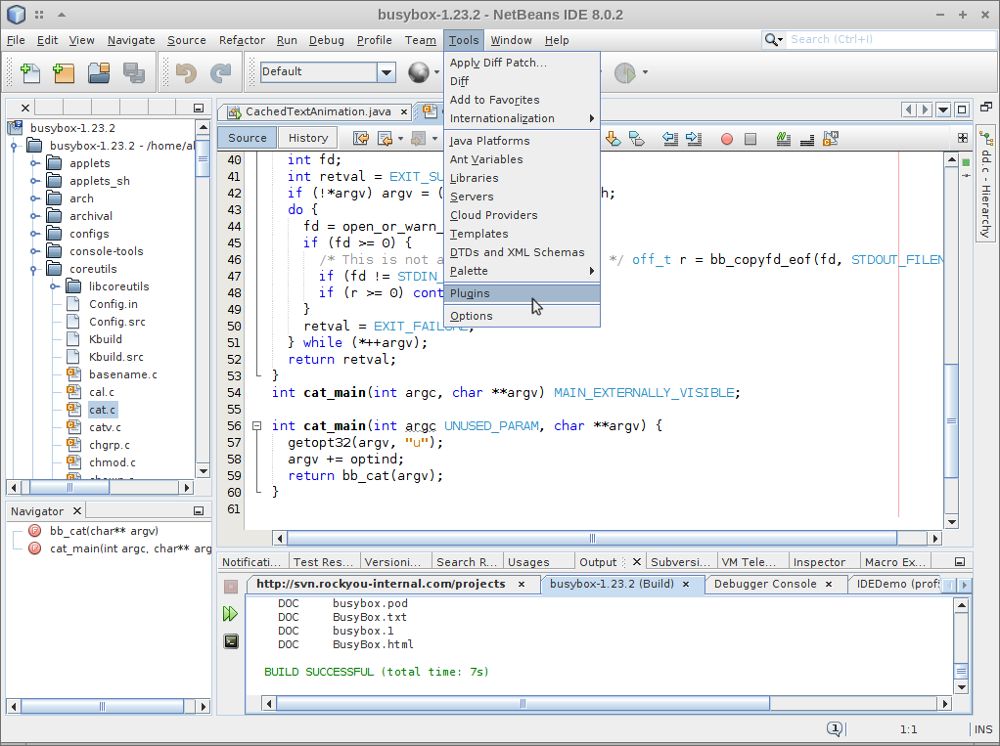 busybox-1.23.2 - NetBeans IDE 8.0.2
File Edit View Navigate Source Refactor Run Debug Profile Team Tools Window Help
Search (Ctrl+I)
Default
Apply Diff Patch...
Diff
Add to Favorites
Internationalization
Java Platforms
Ant Variables
Libraries
Servers
Cloud Providers
Templates
DTDs and XML Schemas
Palette
Plugins
Options
busybox-1.23.2
busybox-1.23.2 - /home/al
applets
applets_sh
arch
archival
configs
console-tools
coreutils
libcoreutils
Config.in
Config.src
Kbuild
Kbuild.src
basename.c
cal.c
cat.c
catv.c
chgrp.c
chmod.c
CachedTextAnimation.java
Source History
40 int fd;
41 int retval = EXIT_SU
42 if (!*argv) argv = ( h;
43 do {
44 fd = open_or_warn_
45 if (fd >= 0) {
46 /* This is not a */ off_t r = bb_copyfd_eof(fd, STDOUT_FILEN
47 if (fd != STDIN_
48 if (r >= 0) cont
49 }
50 retval = EXIT_FAILURE;
51 } while (*++argv);
52 return retval;
53 }
54 int cat_main(int argc, char **argv) MAIN_EXTERNALLY_VISIBLE;
55
56 int cat_main(int argc UNUSED_PARAM, char **argv) {
57 getopt32(argv, "u");
58 argv += optind;
59 return bb_cat(argv);
60 }
61
dd.c - Hierarchy
Navigator
bb_cat(char** argv)
cat_main(int argc, char** arg
Notificati... Test Res... Versioni... Search R... Usages Output Subversi... VM Tele... Inspector Macro Ex...
http://svn.rockyou-internal.com/projects busybox-1.23.2 (Build) Debugger Console IDEDemo (prof
DOC busybox.pod
DOC BusyBox.txt
DOC busybox.1
DOC BusyBox.html
BUILD SUCCESSFUL (total time: 7s)
1
1:1 INS